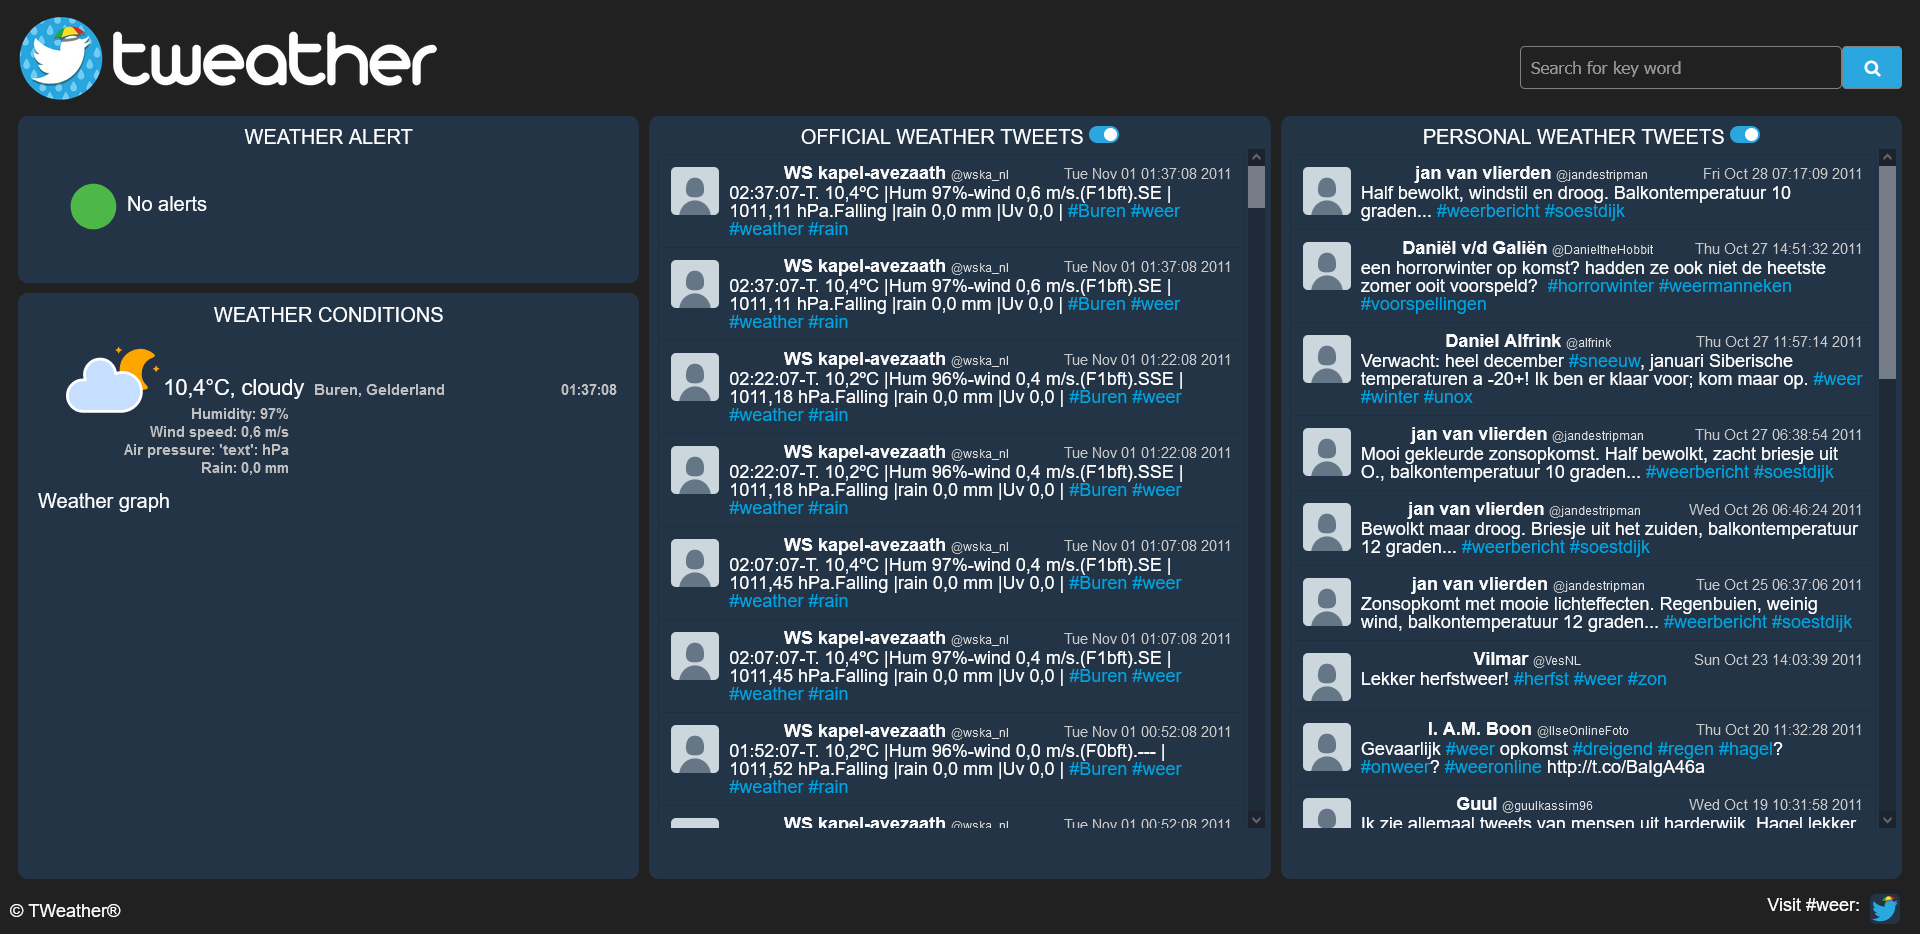 tweather
Search for key word
WEATHER ALERT
No alerts
WEATHER CONDITIONS
10,4°C, cloudy Buren, Gelderland 01:37:08
Humidity: 97%
Wind speed: 0,6 m/s
Air pressure: 'text': hPa
Rain: 0,0 mm
Weather graph
OFFICIAL WEATHER TWEETS
WS kapel-avezaath @wska_nl Tue Nov 01 01:37:08 2011
02:37:07-T. 10,4ºC |Hum 97%-wind 0,6 m/s.(F1bft).SE |
1011,11 hPa.Falling |rain 0,0 mm |Uv 0,0 | #Buren #weer
#weather #rain
WS kapel-avezaath @wska_nl Tue Nov 01 01:37:08 2011
02:37:07-T. 10,4ºC |Hum 97%-wind 0,6 m/s.(F1bft).SE |
1011,11 hPa.Falling |rain 0,0 mm |Uv 0,0 | #Buren #weer
#weather #rain
WS kapel-avezaath @wska_nl Tue Nov 01 01:22:08 2011
02:22:07-T. 10,2ºC |Hum 96%-wind 0,4 m/s.(F1bft).SSE |
1011,18 hPa.Falling |rain 0,0 mm |Uv 0,0 | #Buren #weer
#weather #rain
WS kapel-avezaath @wska_nl Tue Nov 01 01:22:08 2011
02:22:07-T. 10,2ºC |Hum 96%-wind 0,4 m/s.(F1bft).SSE |
1011,18 hPa.Falling |rain 0,0 mm |Uv 0,0 | #Buren #weer
#weather #rain
WS kapel-avezaath @wska_nl Tue Nov 01 01:07:08 2011
02:07:07-T. 10,4ºC |Hum 97%-wind 0,4 m/s.(F1bft).SE |
1011,45 hPa.Falling |rain 0,0 mm |Uv 0,0 | #Buren #weer
#weather #rain
WS kapel-avezaath @wska_nl Tue Nov 01 01:07:08 2011
02:07:07-T. 10,4ºC |Hum 97%-wind 0,4 m/s.(F1bft).SE |
1011,45 hPa.Falling |rain 0,0 mm |Uv 0,0 | #Buren #weer
#weather #rain
WS kapel-avezaath @wska_nl Tue Nov 01 00:52:08 2011
01:52:07-T. 10,2ºC |Hum 96%-wind 0,0 m/s.(F0bft).--- |
1011,52 hPa.Falling |rain 0,0 mm |Uv 0,0 | #Buren #weer
#weather #rain
WS kapel-avezaath @wska_nl Tue Nov 01 00:52:08 2011
PERSONAL WEATHER TWEETS
jan van vlierden @jandestripman Fri Oct 28 07:17:09 2011
Half bewolkt, windstil en droog. Balkontemperatuur 10
graden... #weerbericht #soestdijk
Daniël v/d Galiën @DanieltheHobbit Thu Oct 27 14:51:32 2011
een horrorwinter op komst? hadden ze ook niet de heetste
zomer ooit voorspeld? #horrorwinter #weermanneken
#voorspellingen
Daniel Alfrink @alfrink Thu Oct 27 11:57:14 2011
Verwacht: heel december #sneeuw, januari Siberische
temperaturen a -20+! Ik ben er klaar voor; kom maar op. #weer
#winter #unox
jan van vlierden @jandestripman Thu Oct 27 06:38:54 2011
Mooi gekleurde zonsopkomst. Half bewolkt, zacht briesje uit
O., balkontemperatuur 10 graden... #weerbericht #soestdijk
jan van vlierden @jandestripman Wed Oct 26 06:46:24 2011
Bewolkt maar droog. Briesje uit het zuiden, balkontemperatuur
12 graden... #weerbericht #soestdijk
jan van vlierden @jandestripman Tue Oct 25 06:37:06 2011
Zonsopkomt met mooie lichteffecten. Regenbuien, weinig
wind, balkontemperatuur 12 graden... #weerbericht #soestdijk
Vilmar @VesNL Sun Oct 23 14:03:39 2011
Lekker herfstweer! #herfst #weer #zon
I. A.M. Boon @IlseOnlineFoto Thu Oct 20 11:32:28 2011
Gevaarlijk #weer opkomst #dreigend #regen #hagel?
#onweer? #weeronline http://t.co/BaIgA46a
Guul @guulkassim96 Wed Oct 19 10:31:58 2011
Ik zie allemaal tweets van mensen uit harderwijk. Hagel lekker
© TWeather®
Visit #weer: